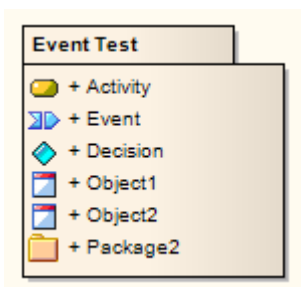 Event Test
+ Activity
+ Event
+ Decision
+ Object1
+ Object2
+ Package2